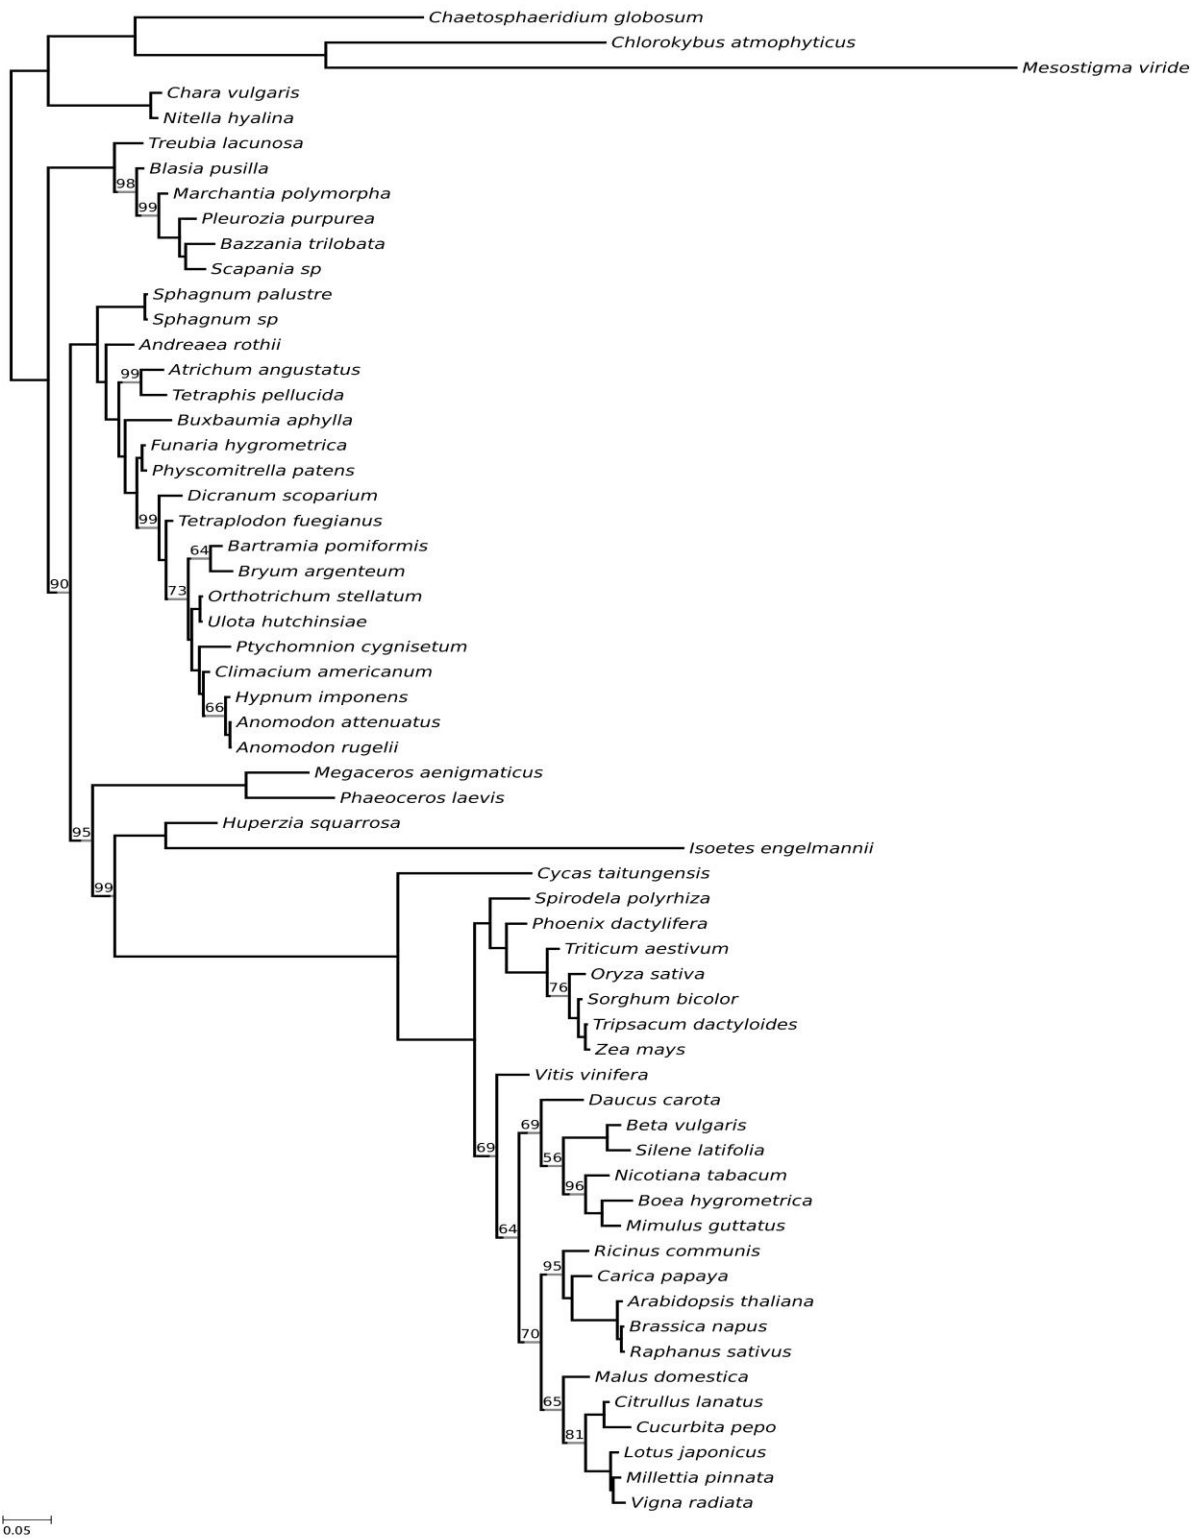 Chaetosphaeridium globosum
Chlorokybus atmophyticus
Mesostigma viride
Chara vulgaris
Nitella hyalina
Treubia lacunosa
Blasia pusilla
98
Marchantia polymorpha
99
Pleurozia purpurea
Bazzania trilobata
Scapania sp
Sphagnum palustre
Sphagnum sp
Andreaea rothii
Atrichum angustatus
99
Tetraphis pellucida
Buxbaumia aphylla
Funaria hygrometrica
Physcomitrella patens
Dicranum scoparium
99
Tetraplodon fuegianus
Bartramia pomiformis
64
Bryum argenteum
90
73
Orthotrichum stellatum
Ulota hutchinsiae
Ptychomnion cygnisetum
Climacium americanum
Hypnum imponens
66
Anomodon attenuatus
Anomodon rugelii
Megaceros aenigmaticus
Phaeoceros laevis
Huperzia squarrosa
95
Isoetes engelmannii
Cycas taitungensis
99
Spirodela polyrhiza
Phoenix dactylifera
Triticum aestivum
Oryza sativa
76
Sorghum bicolor
Tripsacum dactyloides
Zea mays
Vitis vinifera
Daucus carota
69
Beta vulgaris
69
Silene latifolia
56
Nicotiana tabacum
96
Boea hygrometrica
Mimulus guttatus
64
Ricinus communis
95
Carica papaya
Arabidopsis thaliana
Brassica napus
70
Raphanus sativus
Malus domestica
65
Citrullus lanatus
Cucurbita pepo
81
Lotus japonicus
Millettia pinnata
Vigna radiata
0.05